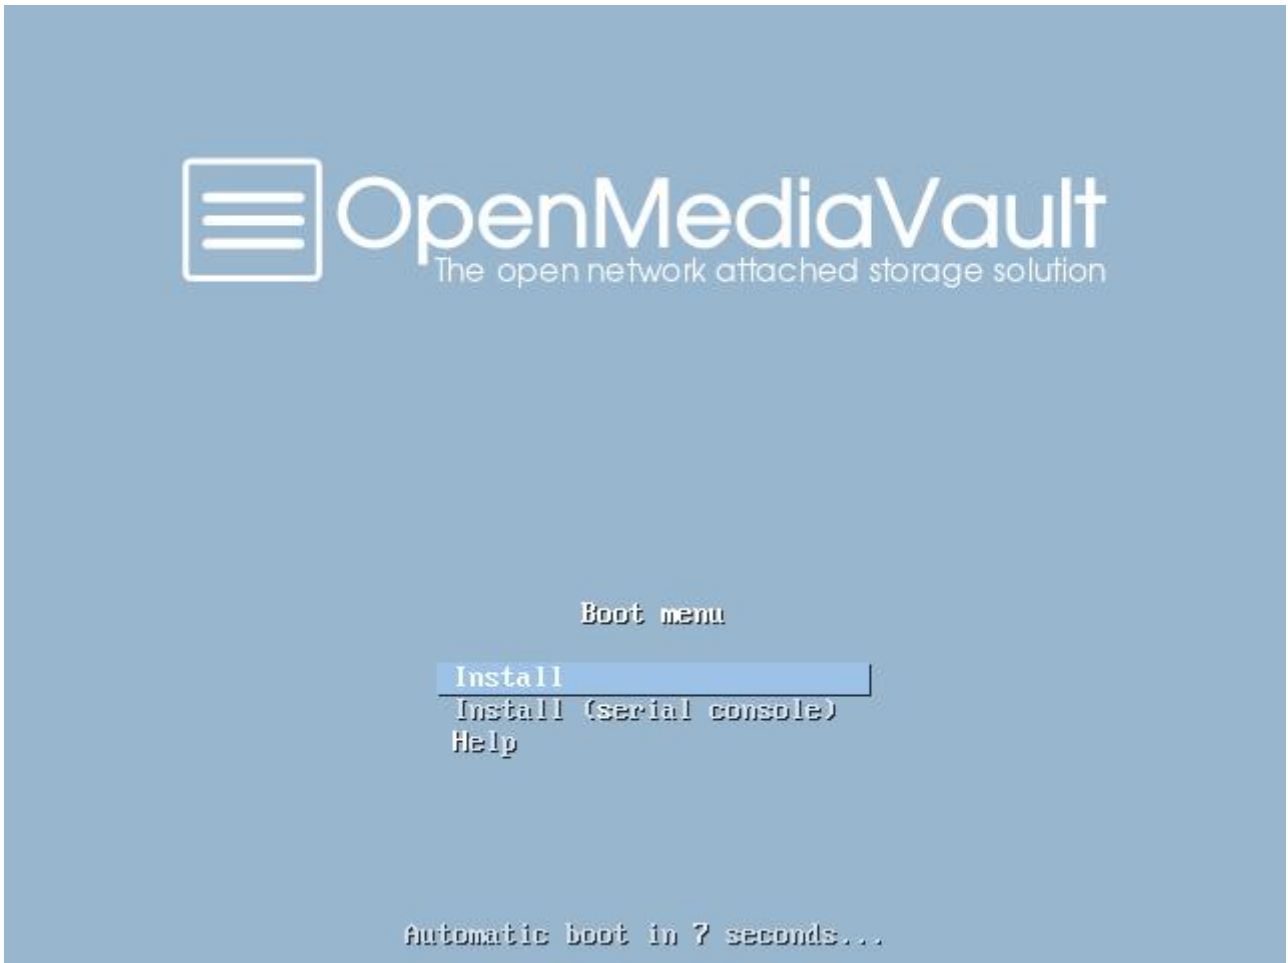 OpenMediaVault
The open network attached storage solution
Boot menu
Install
Install (serial console)
Help
Automatic boot in 7 seconds...